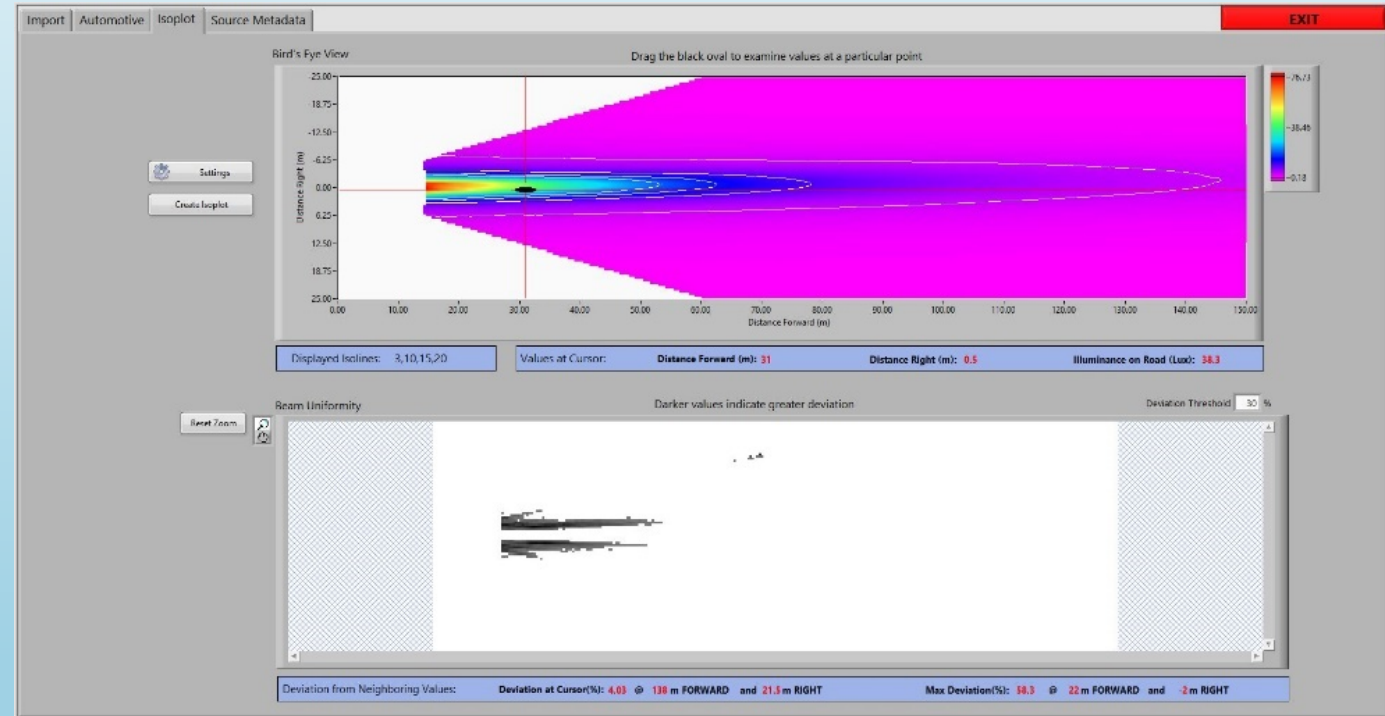 Import Automotive Isoplot Source Metadata EXIT
Bird's Eye View Drag the black oval to examine values at a particular point
-25.00
-18.75
-12.50
-6.25
0.00
6.25
12.50
18.75
25.00
Distance Right (m)
0.00 10.00 20.00 30.00 40.00 50.00 60.00 70.00 80.00 90.00 100.00 110.00 120.00 130.00 140.00 150.00
Distance Forward (m)
-76.73
-38.46
-0.18
Settings
Create Isoplot
Displayed Isolines: 3,10,15,20 Values at Cursor: Distance Forward (m): 31 Distance Right (m): 0.5 Illuminance on Road (Lux): 38.3
Beam Uniformity Darker values indicate greater deviation Deviation Threshold 30 %
Reset Zoom
Deviation from Neighboring Values: Deviation at Cursor(%): 4.03 @ 138 m FORWARD and 21.5 m RIGHT Max Deviation(%): 58.3 @ 22 m FORWARD and -2 m RIGHT